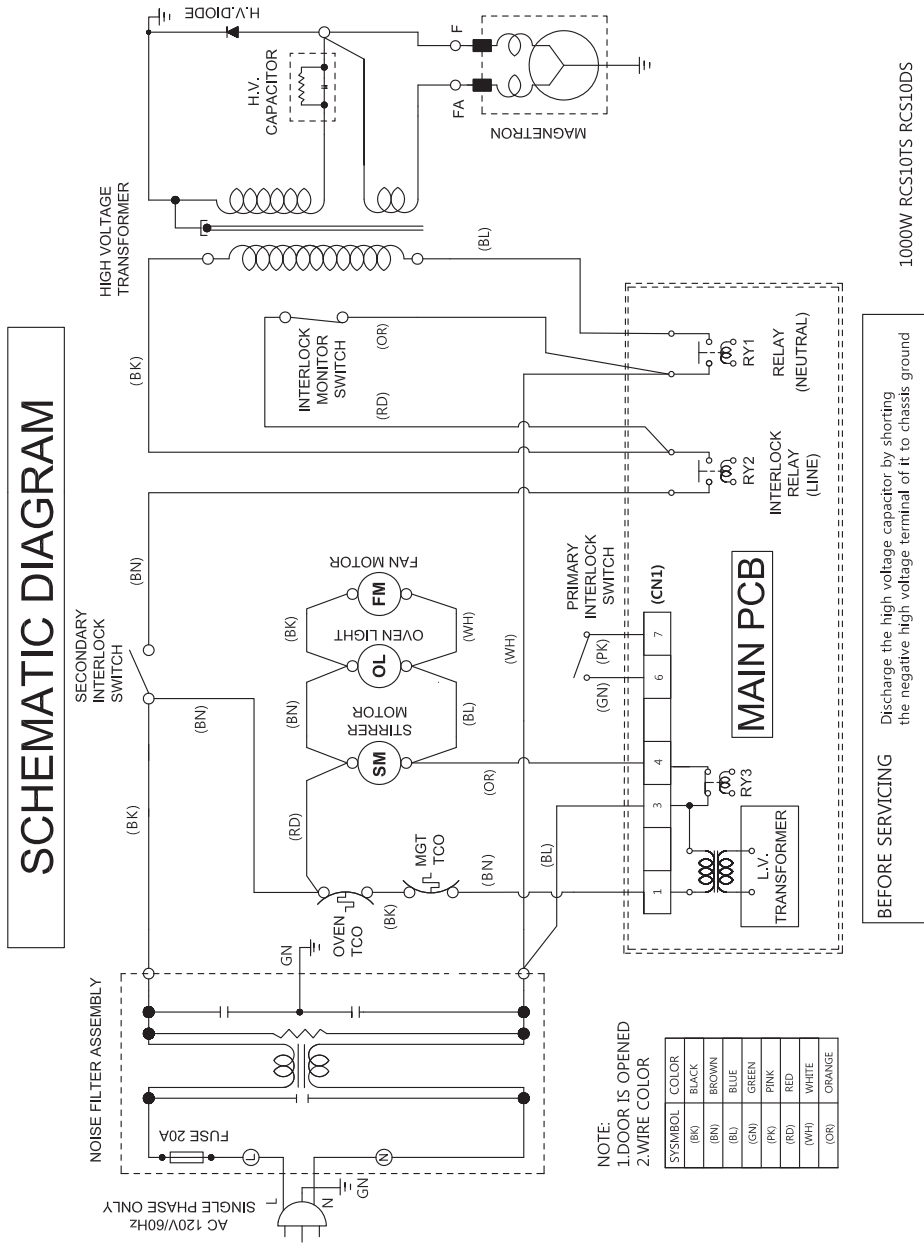 SCHEMATIC DIAGRAM
NOISE FILTER ASSEMBLY
AC 120V/60Hz
SINGLE PHASE ONLY
L
N
GN
FUSE 20A
L
N
GN
(BK)
SECONDARY
INTERLOCK
SWITCH
(BN)
(BN)
(BK)
HIGH VOLTAGE
TRANSFORMER
H.V.
CAPACITOR
H.V.DIODE
F
FA
MAGNETRON
(BL)
INTERLOCK
MONITOR
SWITCH
(OR)
(RD)
(RD)
OVEN
TCO
(BK)
MGT
TCO
(BN)
(BL)
SM
STIRRER
MOTOR
(BN)
(BL)
OL
OVEN LIGHT
(BK)
(WH)
FM
FAN MOTOR
(OR)
(WH)
PRIMARY
INTERLOCK
SWITCH
(GN)
(PK)
(CN1)
1
3
4
6
7
L.V.
TRANSFORMER
RY3
MAIN PCB
RY2
INTERLOCK
RELAY
(LINE)
RY1
RELAY
(NEUTRAL)
NOTE:
1.DOOR IS OPENED
2.WIRE COLOR
SYSMBOL COLOR
(BK) BLACK
(BN) BROWN
(BL) BLUE
(GN) GREEN
(PK) PINK
(RD) RED
(WH) WHITE
(OR) ORANGE
BEFORE SERVICING Discharge the high voltage capacitor by shorting
the negative high voltage terminal of it to chassis ground
1000W RCS10TS RCS10DS